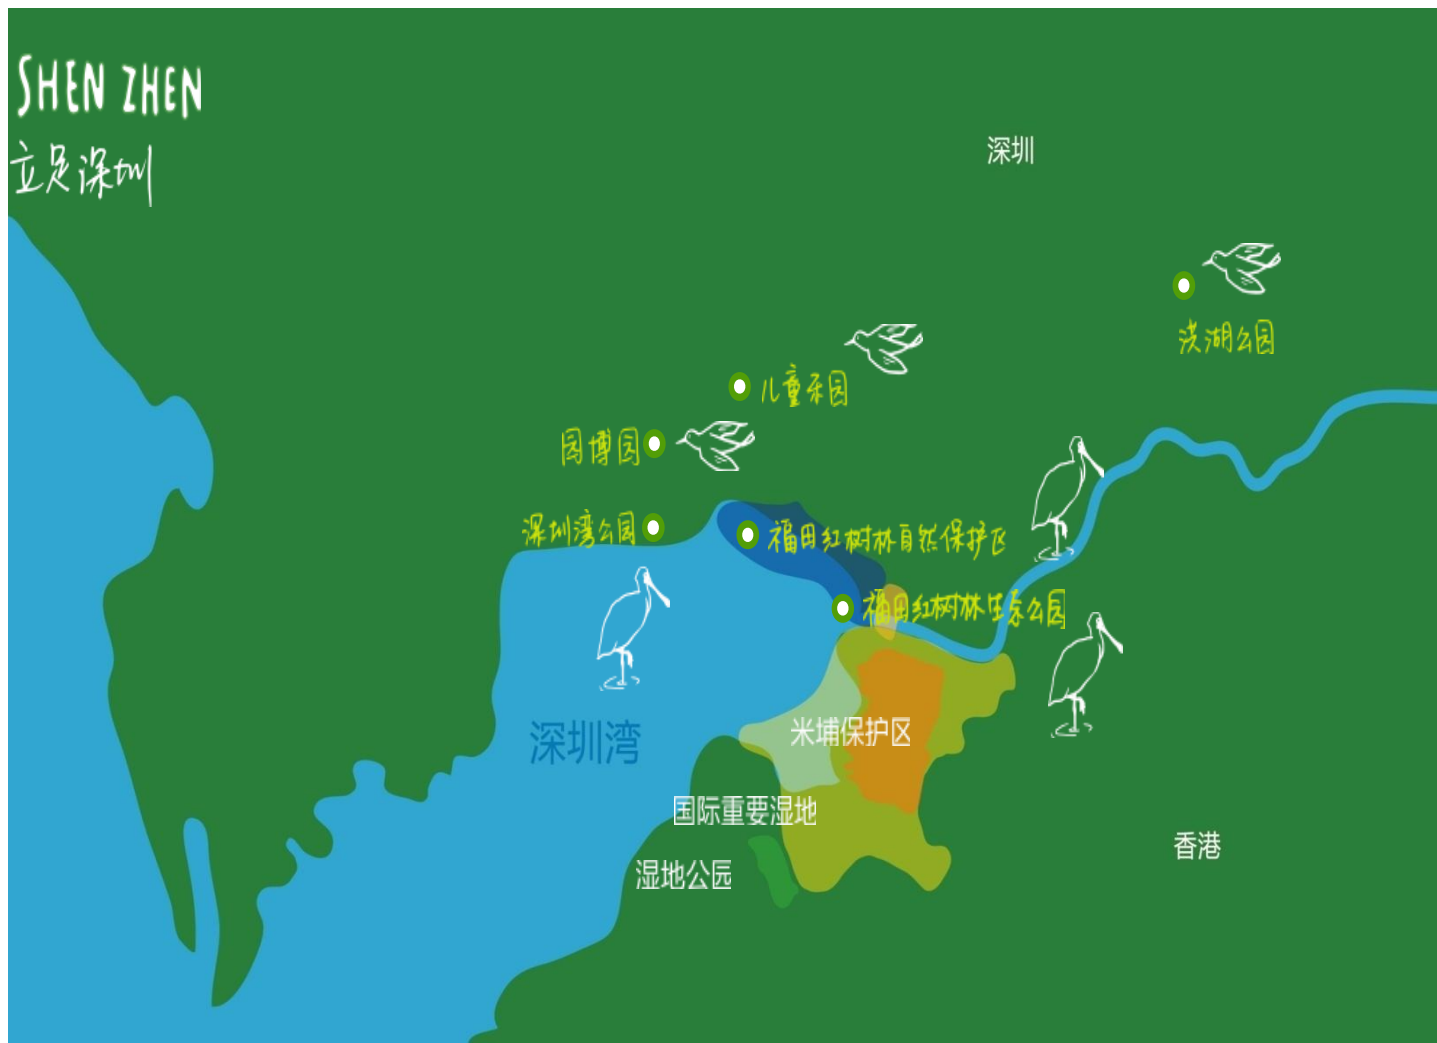 SHEN ZHEN
立足深圳
深圳
洪湖公园
儿童乐园
园博园
深圳湾公园
福田红树林自然保护区
福田红树林生态公园
深圳湾
米埔保护区
国际重要湿地
湿地公园
香港